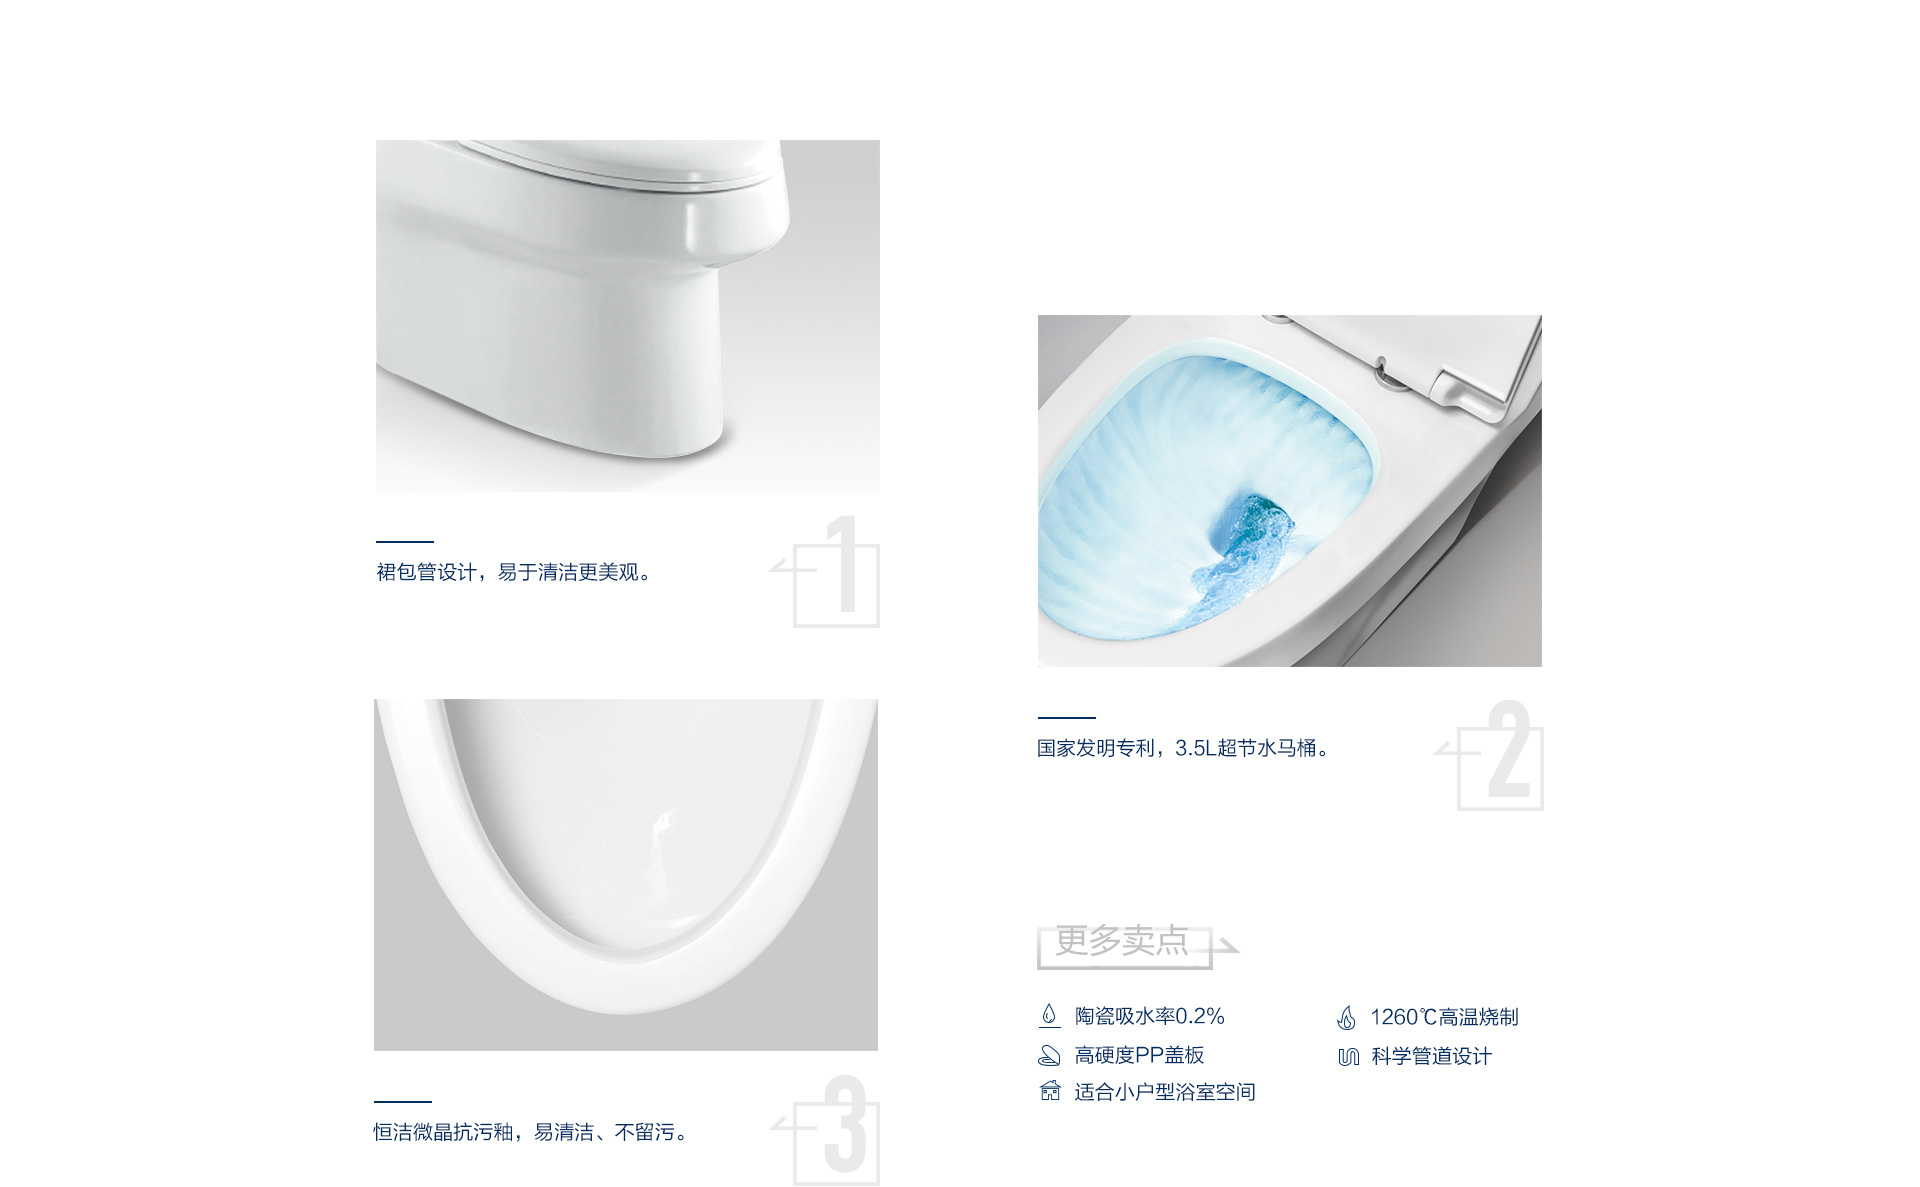 裙包管设计，易于清洁更美观。
1
国家发明专利，3.5L超节水马桶。
2
恒洁微晶抗污釉，易清洁、不留污。
3
更多卖点
陶瓷吸水率0.2%
1260℃高温烧制
高硬度PP盖板
科学管道设计
适合小户型浴室空间